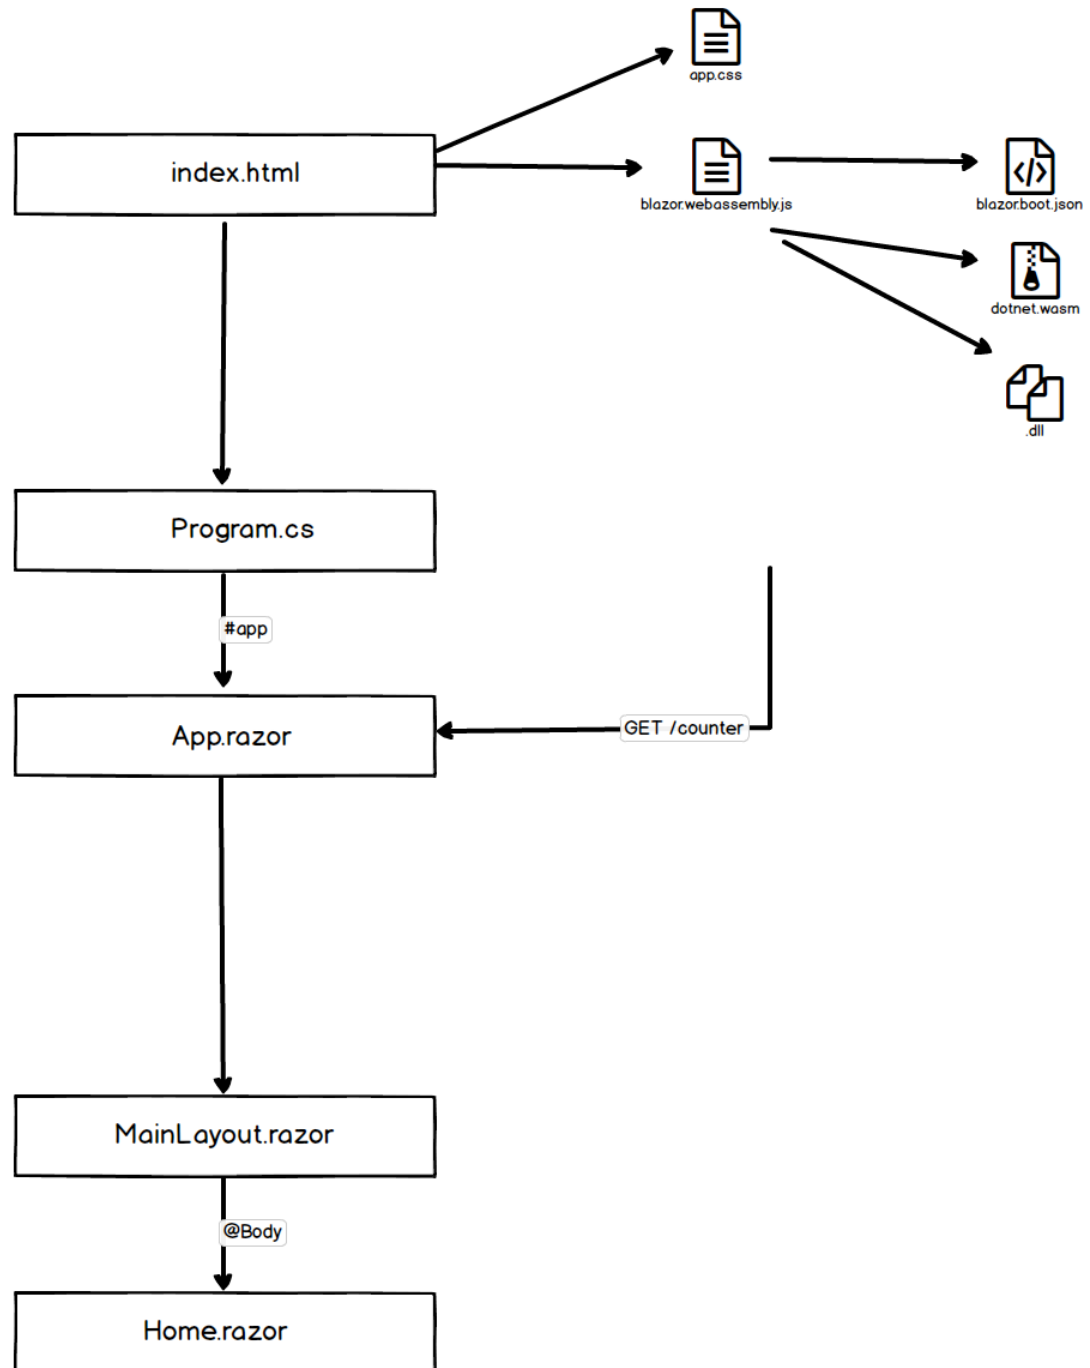 app.css
index.html
blazor.webassembly.js
blazor.boot.json
dotnet.wasm
.dll
Program.cs
#app
App.razor
GET /counter
MainLayout.razor
@Body
Home.razor